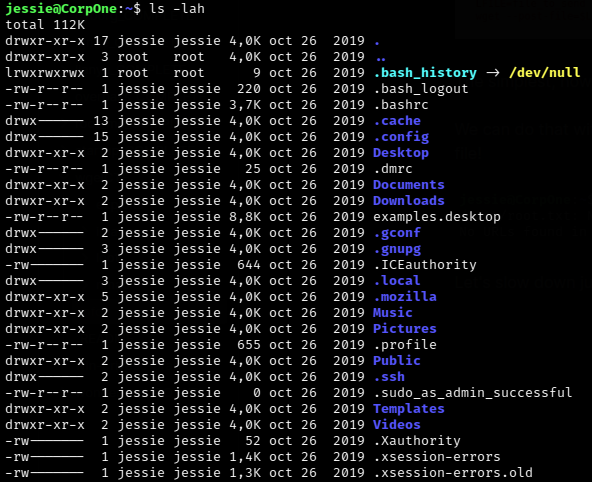 jessie@CorpOne:~$ ls -lah
total 112K
drwxr-xr-x 17 jessie jessie 4,0K oct 26  2019 .
drwxr-xr-x  3 root   root   4,0K oct 26  2019 ..
lrwxrwxrwx  1 root   root      9 oct 26  2019 .bash_history -> /dev/null
-rw-r--r--  1 jessie jessie  220 oct 26  2019 .bash_logout
-rw-r--r--  1 jessie jessie 3,7K oct 26  2019 .bashrc
drwx------ 13 jessie jessie 4,0K oct 26  2019 .cache
drwx------ 15 jessie jessie 4,0K oct 26  2019 .config
drwxr-xr-x  2 jessie jessie 4,0K oct 26  2019 Desktop
-rw-r--r--  1 jessie jessie   25 oct 26  2019 .dmrc
drwxr-xr-x  2 jessie jessie 4,0K oct 26  2019 Documents
drwxr-xr-x  2 jessie jessie 4,0K oct 26  2019 Downloads
-rw-r--r--  1 jessie jessie 8,8K oct 26  2019 examples.desktop
drwx------  2 jessie jessie 4,0K oct 26  2019 .gconf
drwx------  3 jessie jessie 4,0K oct 26  2019 .gnupg
-rw-------  1 jessie jessie  644 oct 26  2019 .ICEauthority
drwx------  3 jessie jessie 4,0K oct 26  2019 .local
drwxr-xr-x  5 jessie jessie 4,0K oct 26  2019 .mozilla
drwxr-xr-x  2 jessie jessie 4,0K oct 26  2019 Music
drwxr-xr-x  2 jessie jessie 4,0K oct 26  2019 Pictures
-rw-r--r--  1 jessie jessie  655 oct 26  2019 .profile
drwxr-xr-x  2 jessie jessie 4,0K oct 26  2019 Public
drwx------  2 jessie jessie 4,0K oct 26  2019 .ssh
-rw-r--r--  1 jessie jessie    0 oct 26  2019 .sudo_as_admin_successful
drwxr-xr-x  2 jessie jessie 4,0K oct 26  2019 Templates
drwxr-xr-x  2 jessie jessie 4,0K oct 26  2019 Videos
-rw-------  1 jessie jessie   52 oct 26  2019 .Xauthority
-rw-------  1 jessie jessie 1,4K oct 26  2019 .xsession-errors
-rw-------  1 jessie jessie 1,3K oct 26  2019 .xsession-errors.old